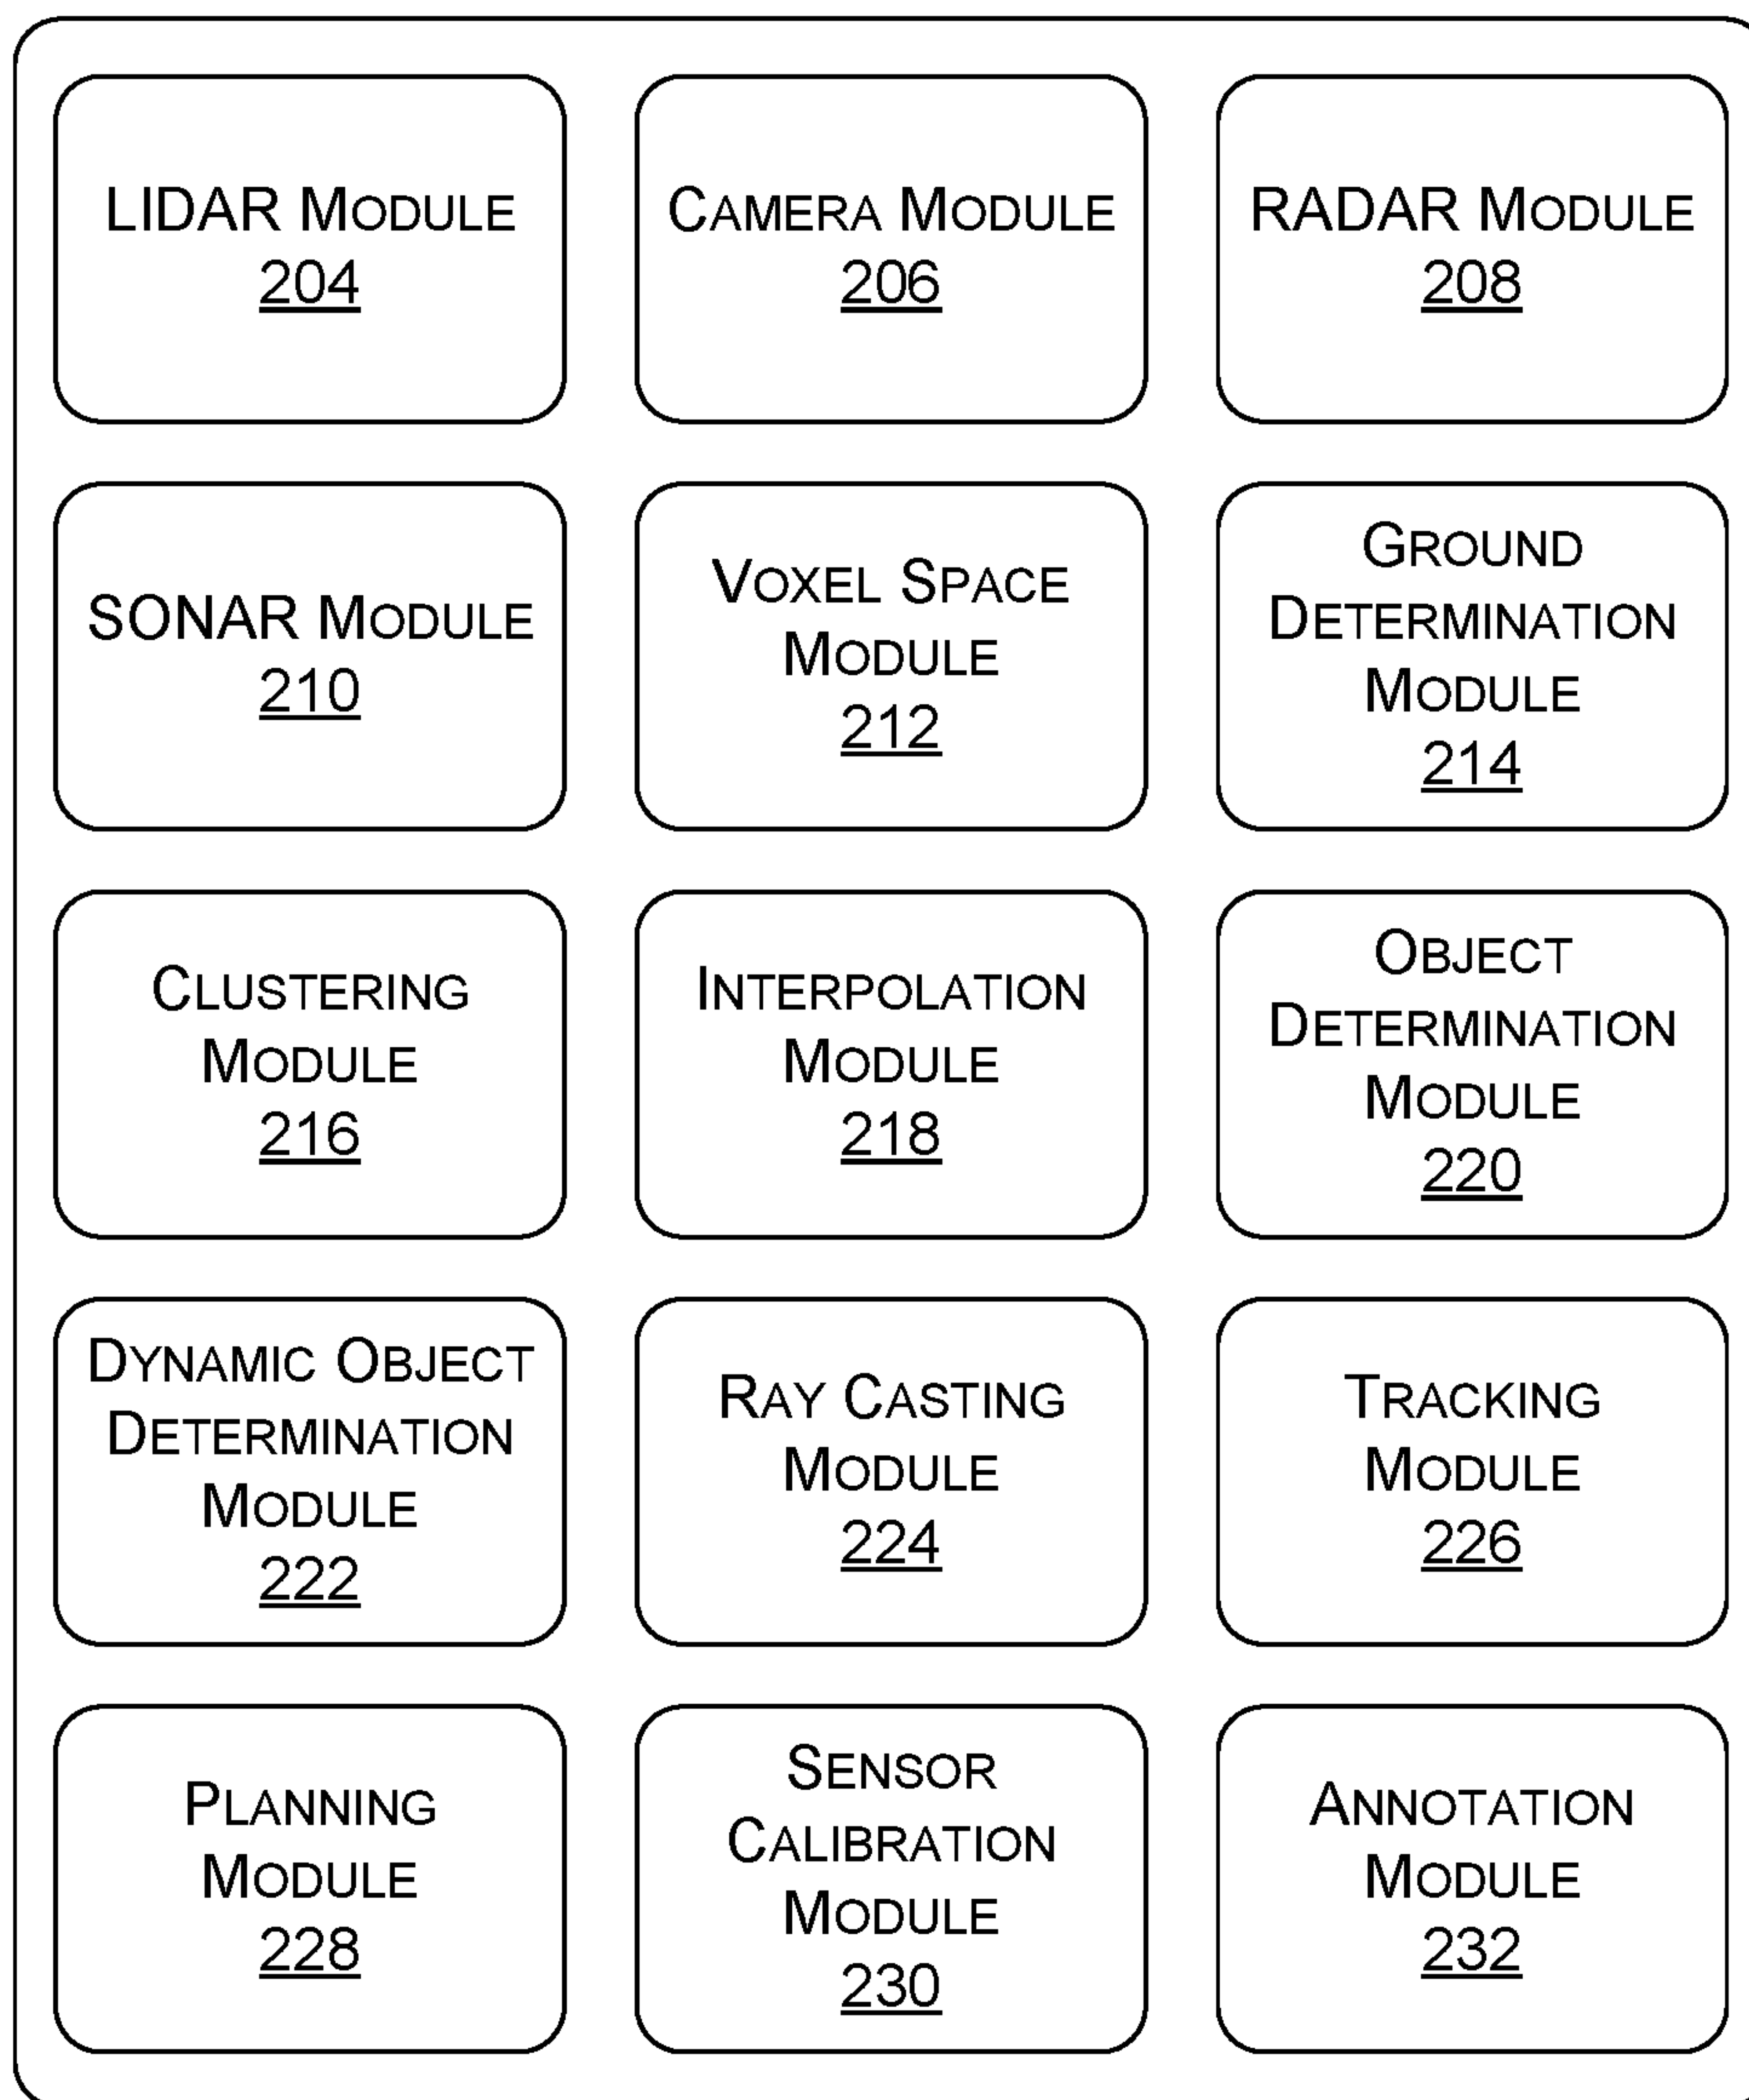 LIDAR MODULE
204
CAMERA MODULE
206
RADAR MODULE
208
SONAR MODULE
210
VOXEL SPACE
MODULE
212
GROUND
DETERMINATION
MODULE
214
CLUSTERING
MODULE
216
INTERPOLATION
MODULE
218
OBJECT
DETERMINATION
MODULE
220
DYNAMIC OBJECT
DETERMINATION
MODULE
222
RAY CASTING
MODULE
224
TRACKING
MODULE
226
PLANNING
MODULE
228
SENSOR
CALIBRATION
MODULE
230
ANNOTATION
MODULE
232